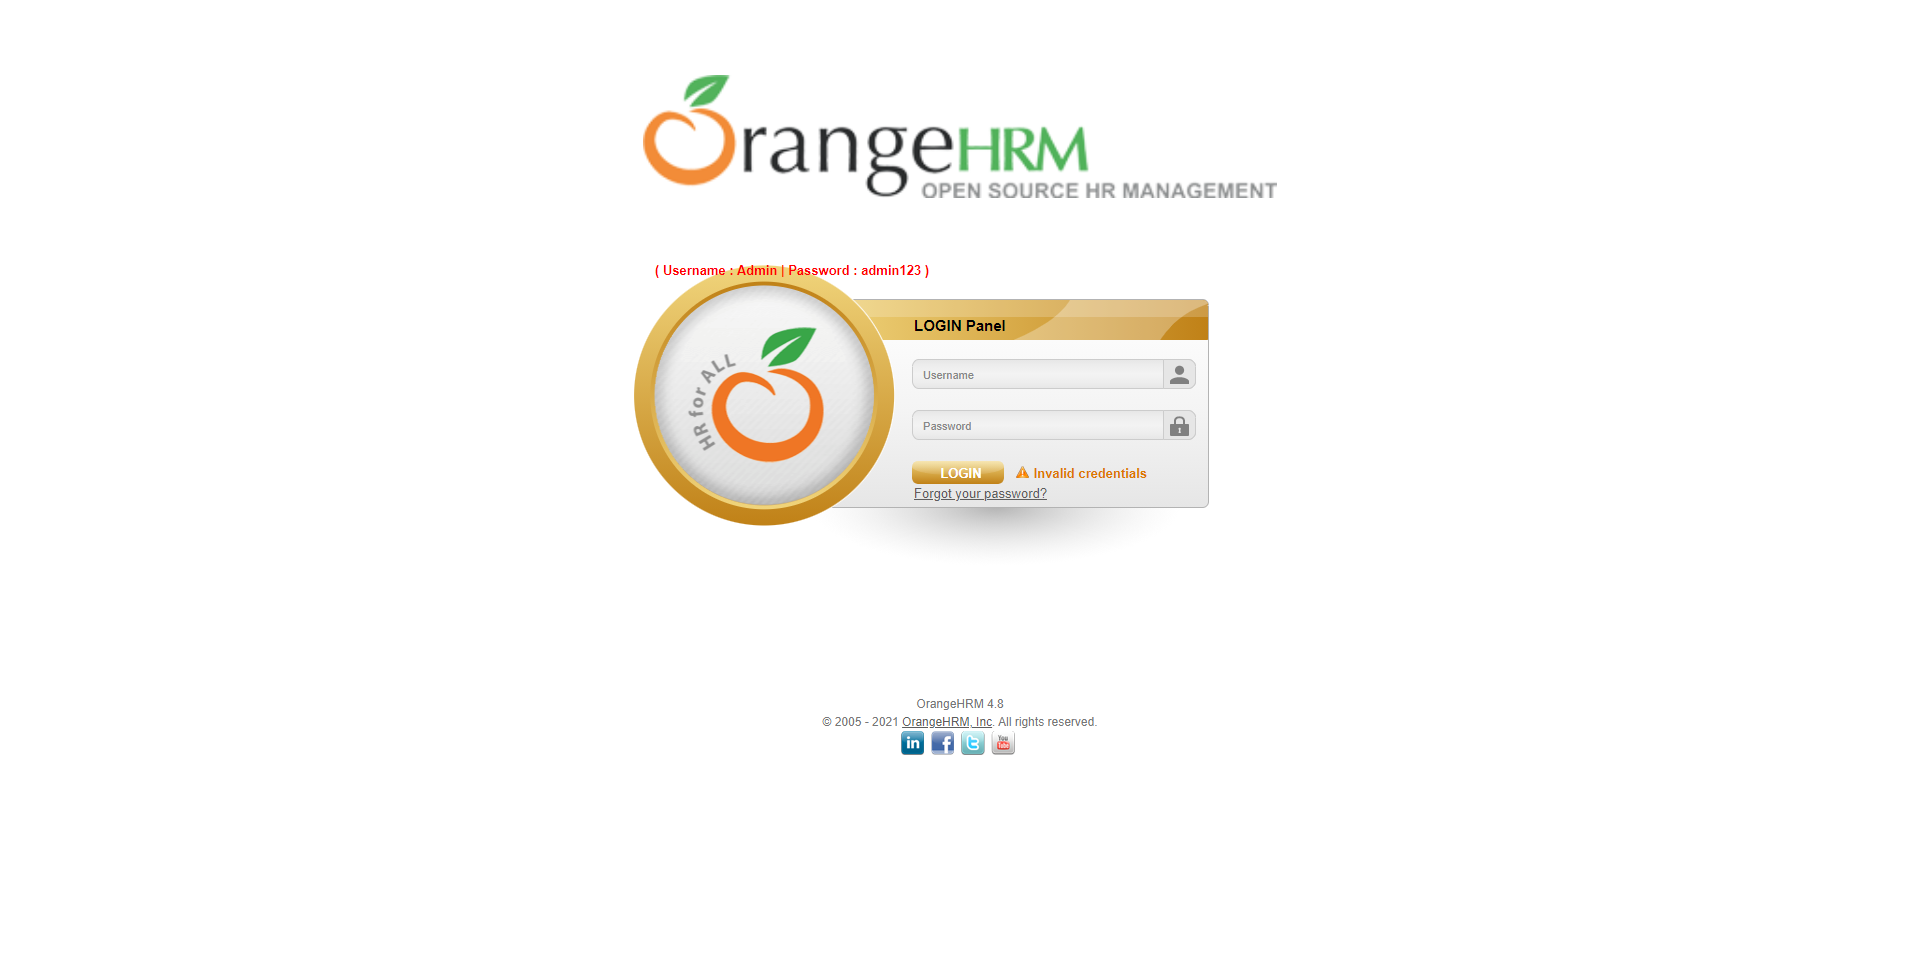 OrangeHRM
OPEN SOURCE HR MANAGEMENT
( Username : Admin | Password : admin123 )
HR for ALL
LOGIN Panel
Username
Password
LOGIN
Invalid credentials
Forgot your password?
OrangeHRM 4.8
© 2005 - 2021 OrangeHRM, Inc. All rights reserved.
in f t You Tube